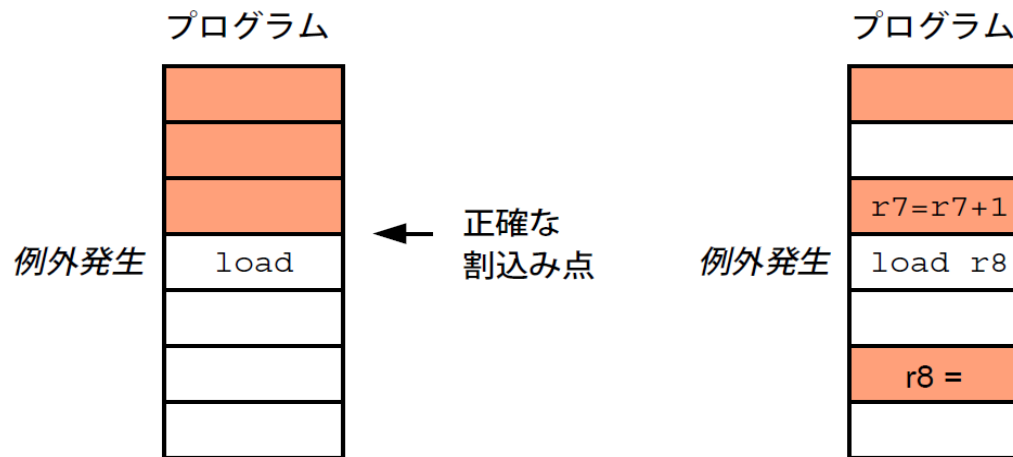 プログラム
例外発生
load
正確な
割込み点
プログラム
r7=r7+1
例外発生
load r8
r8 =